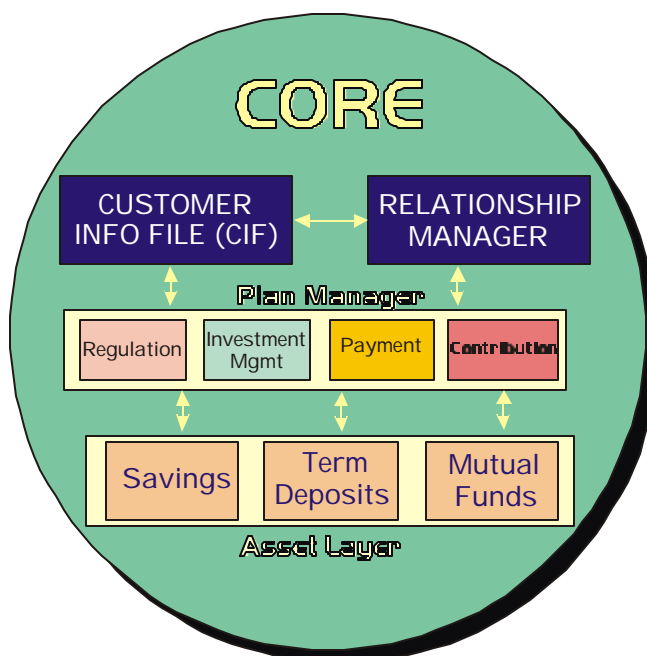 CORE
CUSTOMER
INFO FILE (CIF)
RELATIONSHIP
MANAGER
Plan Manager
Regulation
Investment
Mgmt
Payment
Contribution
Savings
Term
Deposits
Mutual
Funds
Asset Layer